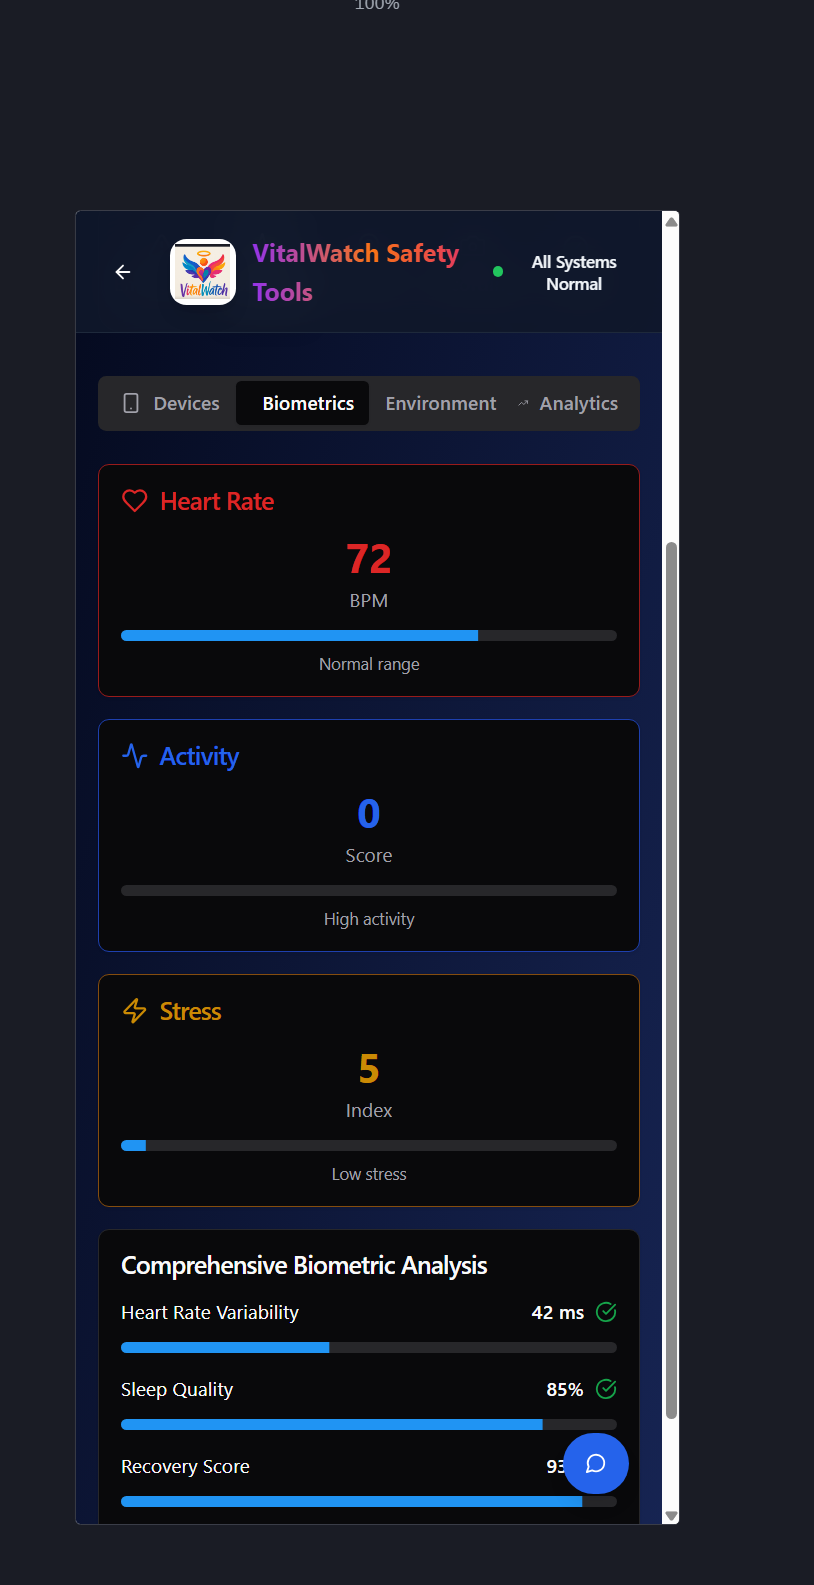 100%
VitalWatch
VitalWatch Safety
Tools
All Systems
Normal
Devices
Biometrics
Environment
Analytics
Heart Rate
72
BPM
Normal range
Activity
0
Score
High activity
Stress
5
Index
Low stress
Comprehensive Biometric Analysis
Heart Rate Variability 42 ms
Sleep Quality 85%
Recovery Score